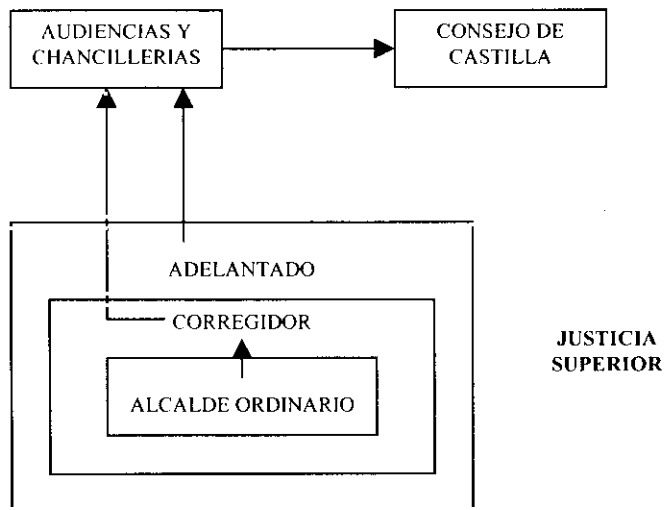 AUDIENCIAS Y
CHANCILLERIAS
CONSEJO DE
CASTILLA
ADELANTADO
CORREGIDOR
ALCALDE ORDINARIO
JUSTICIA
SUPERIOR